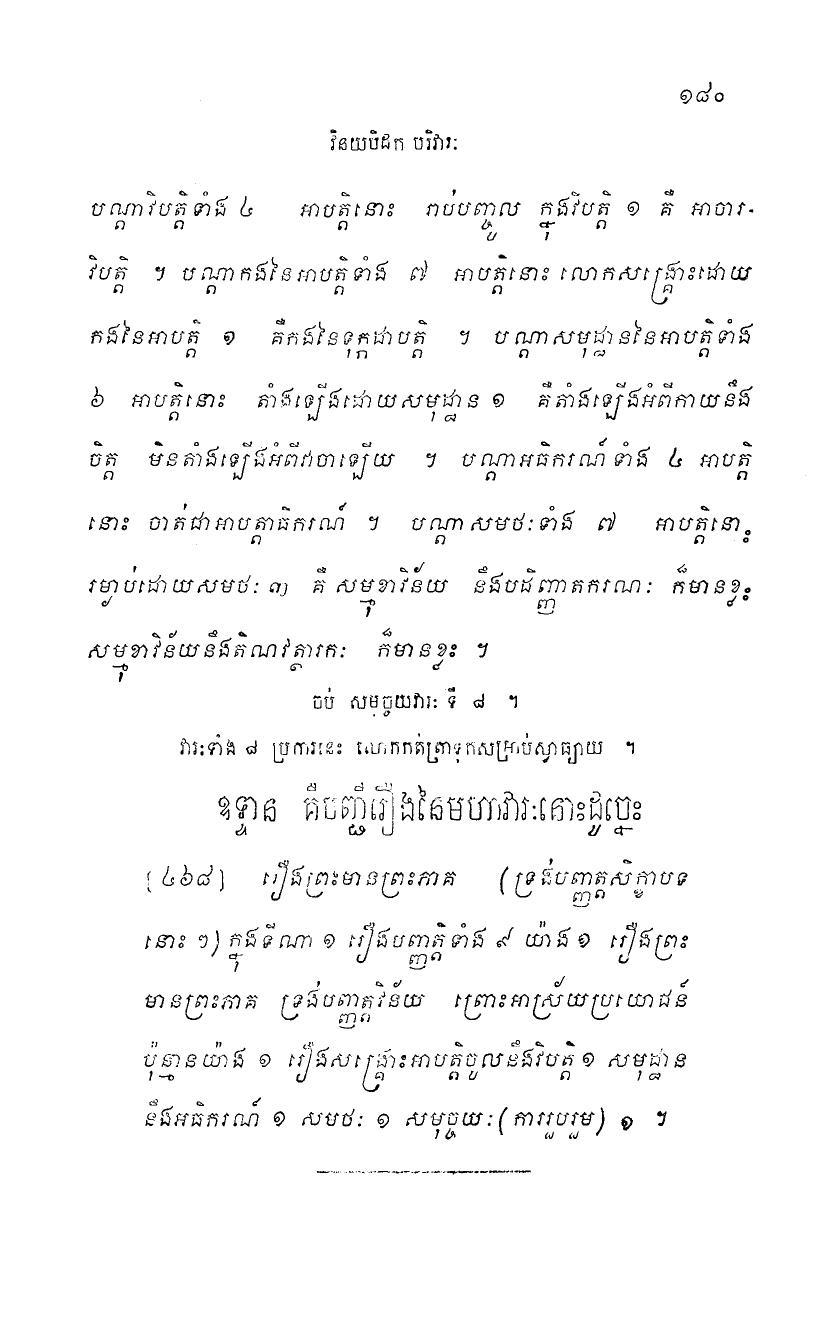 ១៨០
វិនយបិដក បរិវារៈ
បណ្តាវិបត្តិទាំង ៤ អាបត្តិនោះ រាប់បញ្ចូល ក្នុងវិបត្តិ ១ គឺ អាចារ-
វិបត្តិ ។ បណ្តាកងនៃអាបត្តិទាំង ៧ អាបត្តិនោះ លោកសង្គ្រោះដោយ
កងនៃអាបត្តិ ១ គឺកងនៃទុក្កដាបត្តិ ។ បណ្តាសមុដ្ឋាននៃអាបត្តិទាំង
៦ អាបត្តិនោះ តាំងឡើងដោយសមុដ្ឋាន ១ គឺតាំងឡើងអំពីកាយនឹង
ចិត្ត មិនតាំងឡើងអំពីវាចាឡើយ ។ បណ្តាអធិករណ៍ទាំង ៤ អាបត្តិ
នោះ ចាត់ជាអាបត្តាធិករណ៍ ។ បណ្តាសមថៈទាំង ៧ អាបត្តិនោះ
រម្ងាប់ដោយសមថៈ ៣ គឺ សម្មុខាវិន័យ នឹងបដិញ្ញាតករណៈ ក៏មានខ្លះ
សម្មុខាវិន័យនឹងតិណវត្ថារកៈ ក៏មានខ្លះ ។
ចប់ សមុច្ចយវារៈ ទី ៨ ។
វារៈទាំង ៨ ប្រការនេះ លោកកត់ត្រាទុកសម្រាប់ស្វាធ្យាយ ។
ឧទ្ទាន គឺបញ្ជីរឿងនៃមហាវារៈនោះដូច្នេះ
[៤៦៨] រឿងព្រះមានព្រះភាគ (ទ្រង់បញ្ញត្តសិក្ខាបទ
នោះ ៗ) ក្នុងទីណា ១ រឿងបញ្ញត្តិទាំង ៩ យ៉ាង ១ រឿងព្រះ
មានព្រះភាគ ទ្រង់បញ្ញត្តវិន័យ ព្រោះអាស្រ័យប្រយោជន៍
ប៉ុន្មានយ៉ាង ១ រឿងសង្គ្រោះអាបត្តិចូលនឹងវិបត្តិ ១ សមុដ្ឋាន
នឹងអធិករណ៍ ១ សមថៈ ១ សមុច្ចយៈ (ការរួបរួម) ១ ។